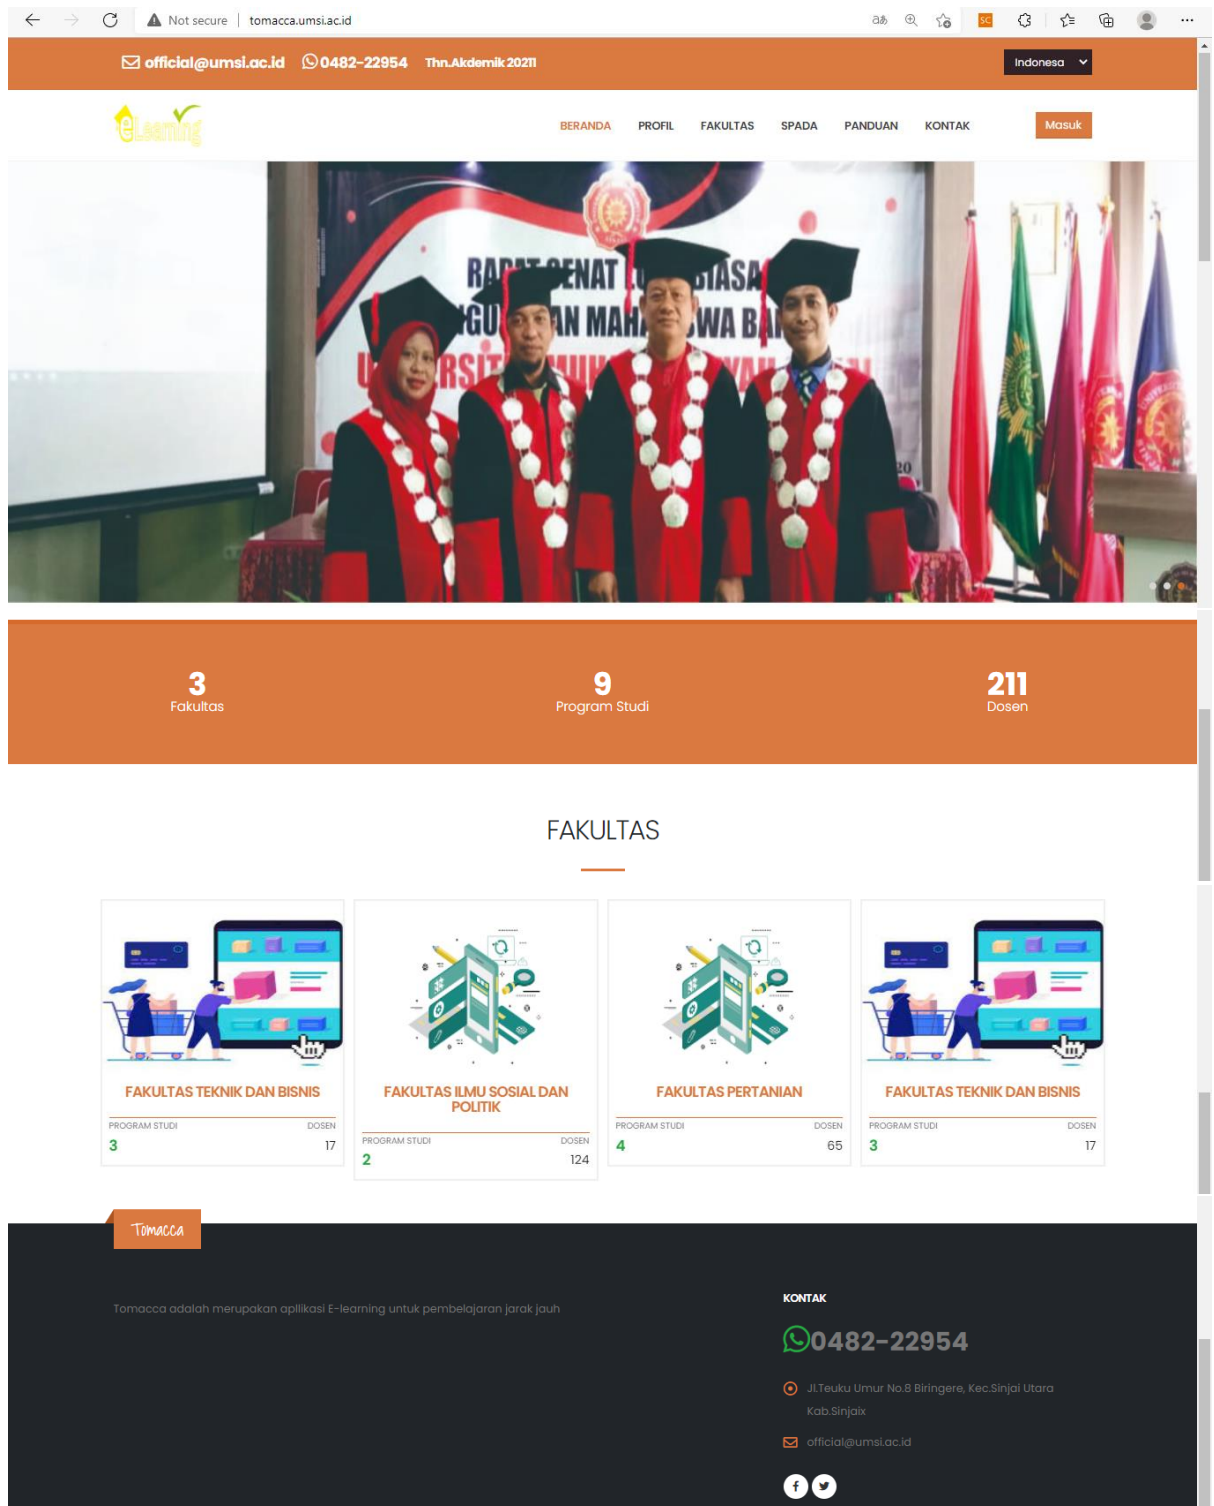 Not secure | tomacca.umsi.ac.id
official@umsi.ac.id 0482-22954 Thn.Akdemik 20211 Indonesa
eLearning BERANDA PROFIL FAKULTAS SPADA PANDUAN KONTAK Masuk
SENAT BIASA
3 9 211
Fakultas Program Studi Dosen
FAKULTAS
FAKULTAS TEKNIK DAN BISNIS
PROGRAM STUDI DOSEN
3 17
FAKULTAS ILMU SOSIAL DAN
POLITIK
PROGRAM STUDI DOSEN
2 124
FAKULTAS PERTANIAN
PROGRAM STUDI DOSEN
4 65
FAKULTAS TEKNIK DAN BISNIS
PROGRAM STUDI DOSEN
3 17
Tomacca
Tomacca adalah merupakan apllikasi E-learning untuk pembelajaran jarak jauh
KONTAK
0482-22954
Jl.Teuku Umur No.8 Biringere, Kec.Sinjai Utara
Kab.Sinjaix
official@umsi.ac.id